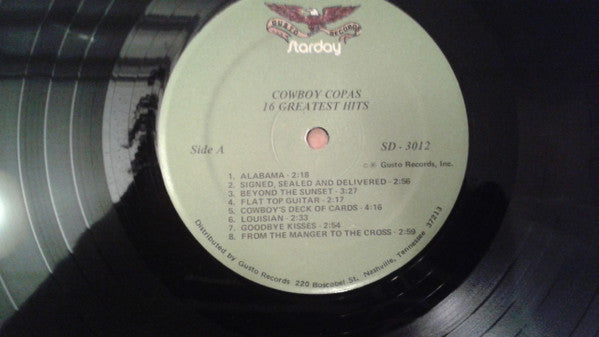 GUSTO RECORDS
Starday
COWBOY COPAS
16 GREATEST HITS
Side A
SD - 3012
© ℗ Gusto Records, Inc.
1. ALABAMA - 2:18
2. SIGNED, SEALED AND DELIVERED - 2:56
3. BEYOND THE SUNSET - 3:27
4. FLAT TOP GUITAR - 2:17
5. COWBOY'S DECK OF CARDS - 4:16
6. LOUISIAN - 2:33
7. GOODBYE KISSES - 2:54
8. FROM THE MANGER TO THE CROSS - 2:59
Distributed by Gusto Records 220 Boscobel St. Nashville, Tennessee 37213